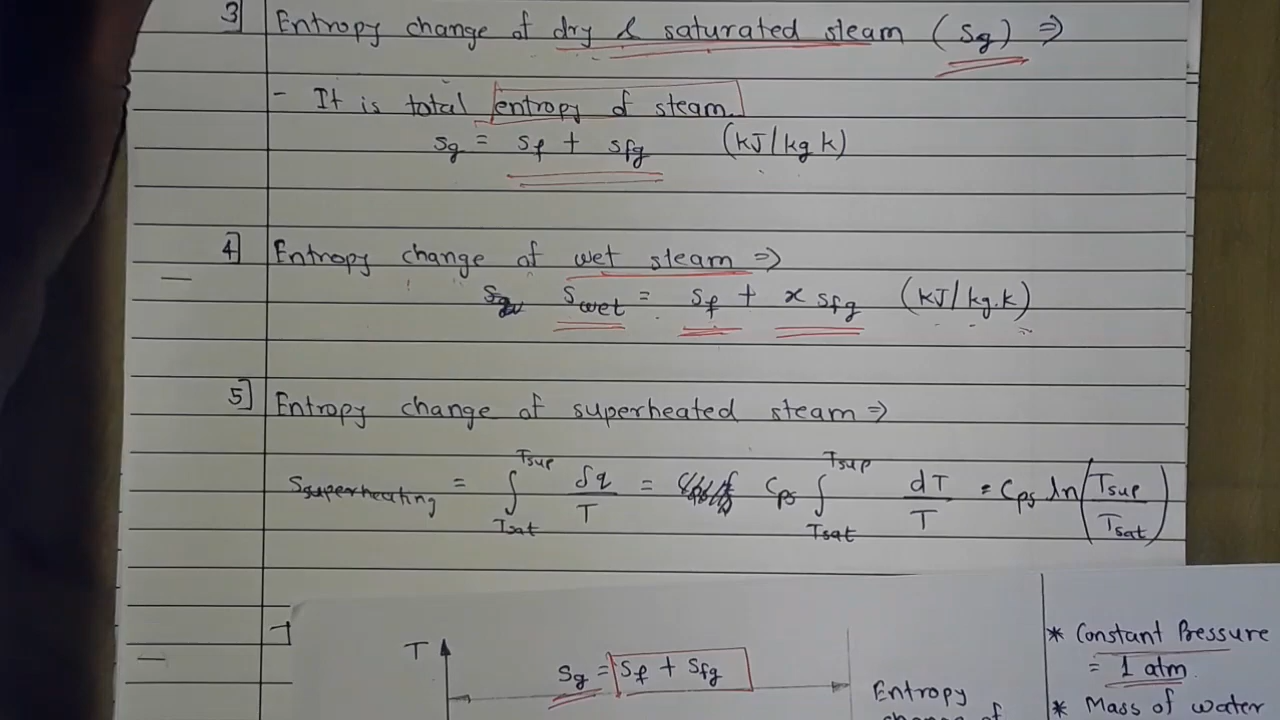 3] Entropy change of dry & saturated steam (sg) ⇒
- It is total entropy of steam.
sg = sf + sfg (kJ/kg k)
4] Entropy change of wet steam ⇒
swet = sf + x sfg (kJ/kg.k)
5] Entropy change of superheated steam ⇒
Ssuperheating = ∫Tsat^Tsup δq/T = Cps ∫Tsat^Tsup dT/T = Cps ln(Tsup/Tsat)
T
sg = sf + sfg
Entropy
* Constant Pressure
= 1 atm.
* Mass of water